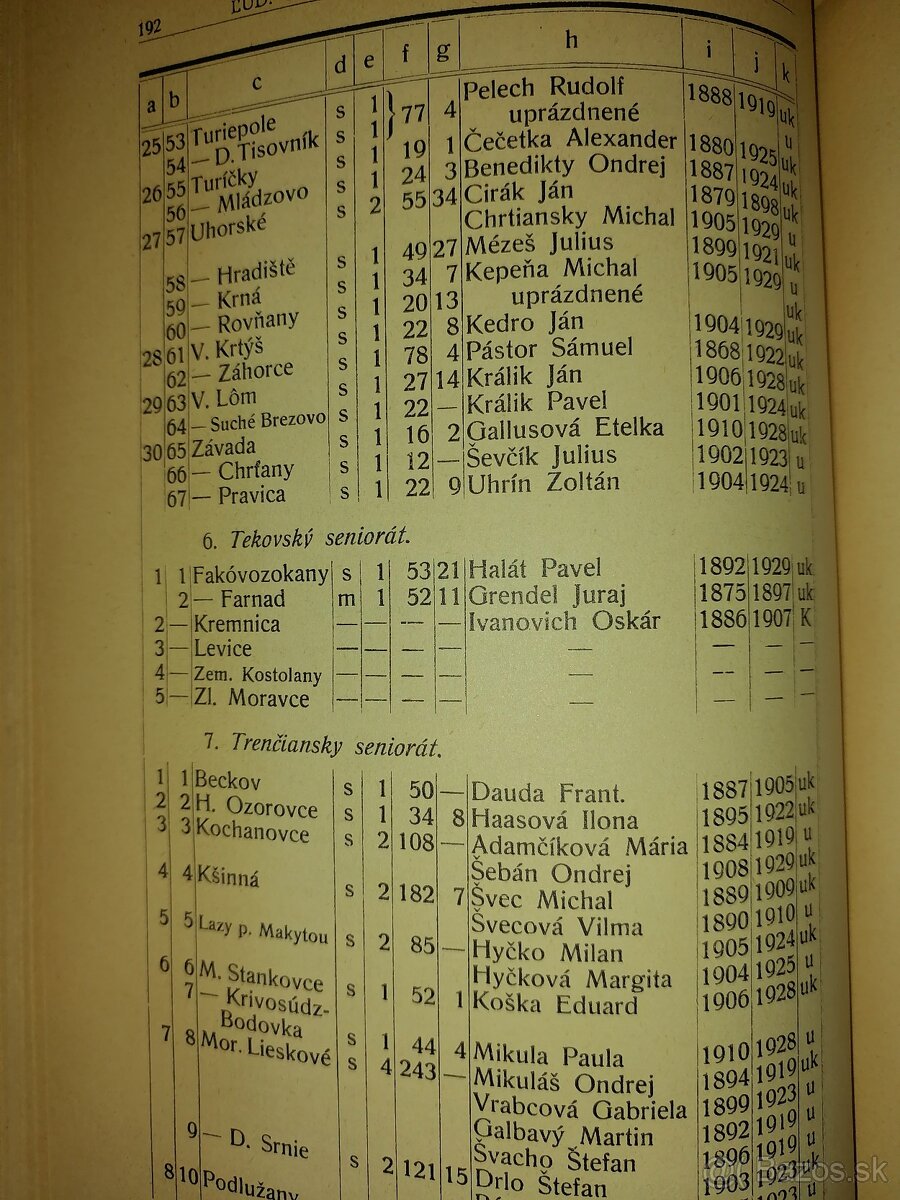 192
ĽUD.
a b c d e f g h i j k
25 53 Turiepole s 1 77 4 Pelech Rudolf 1888 1919 uk
54 — D. Tisovník s 1 uprázdnené u
26 55 Turíčky s 1 19 1 Čečetka Alexander 1880 1925 uk
56 — Mládzovo s 1 24 3 Benedikty Ondrej 1887 1924 uk
27 57 Uhorské s 2 55 34 Cirák Ján 1879 1898 uk
Chrtiansky Michal 1905 1929 u
58 — Hradiště s 1 49 27 Mézeš Julius 1899 1921 uk
59 — Krná s 1 34 7 Kepeňa Michal 1905 1929 u
60 — Rovňany s 1 20 13 uprázdnené uk
28 61 V. Krtýš s 1 22 8 Kedro Ján 1904 1929 uk
62 — Záhorce s 1 78 4 Pástor Sámuel 1868 1922 uk
29 63 V. Lôm s 1 27 14 Králik Ján 1906 1928 uk
64 — Suché Brezovo s 1 22 — Králik Pavel 1901 1924 uk
30 65 Závada s 1 16 2 Gallusová Etelka 1910 1928 uk
66 — Chrťany s 1 12 — Ševčík Julius 1902 1923 u
67 — Pravica s 1 22 9 Uhrín Zoltán 1904 1924 u
6. Tekovský seniorát.
1 1 Fakóvozokany s 1 53 21 Halát Pavel 1892 1929 uk
2 — Farnad m 1 52 11 Grendel Juraj 1875 1897 uk
2 — Kremnica — — — — Ivanovich Oskár 1886 1907 K
3 — Levice — — — — — — — —
4 — Zem. Kostolany — — — — — — — —
5 — Zl. Moravce — — — — — — — —
7. Trenčiansky seniorát.
1 1 Beckov s 1 50 — Dauda Frant. 1887 1905 uk
2 2 H. Ozorovce s 1 34 8 Haasová Ilona 1895 1922 uk
3 3 Kochanovce s 2 108 — Adamčíková Mária 1884 1919 u
Šebán Ondrej 1908 1929 uk
4 4 Kšinná s 2 182 7 Švec Michal 1889 1909 uk
Švecová Vilma 1890 1910 u
5 5 Lazy p. Makytou s 2 85 — Hyčko Milan 1905 1924 uk
Hyčková Margita 1904 1925 u
6 6 M. Stankovce s 1 52 1 Koška Eduard 1906 1928 uk
7 — Krivosúdz-
Bodovka s 1 44 4 Mikula Paula 1910 1928 u
7 8 Mor. Lieskové s 4 243 — Mikuláš Ondrej 1894 1919 uk
Vrabcová Gabriela 1899 1923 u
Galbavý Martin 1892 1919 u
Švacho Štefan 1896 1919 u
9 — D. Srnie s 2 121 15 Drlo Štefan 1903 1923 uk
8 10 Podlužany
Bazos.sk